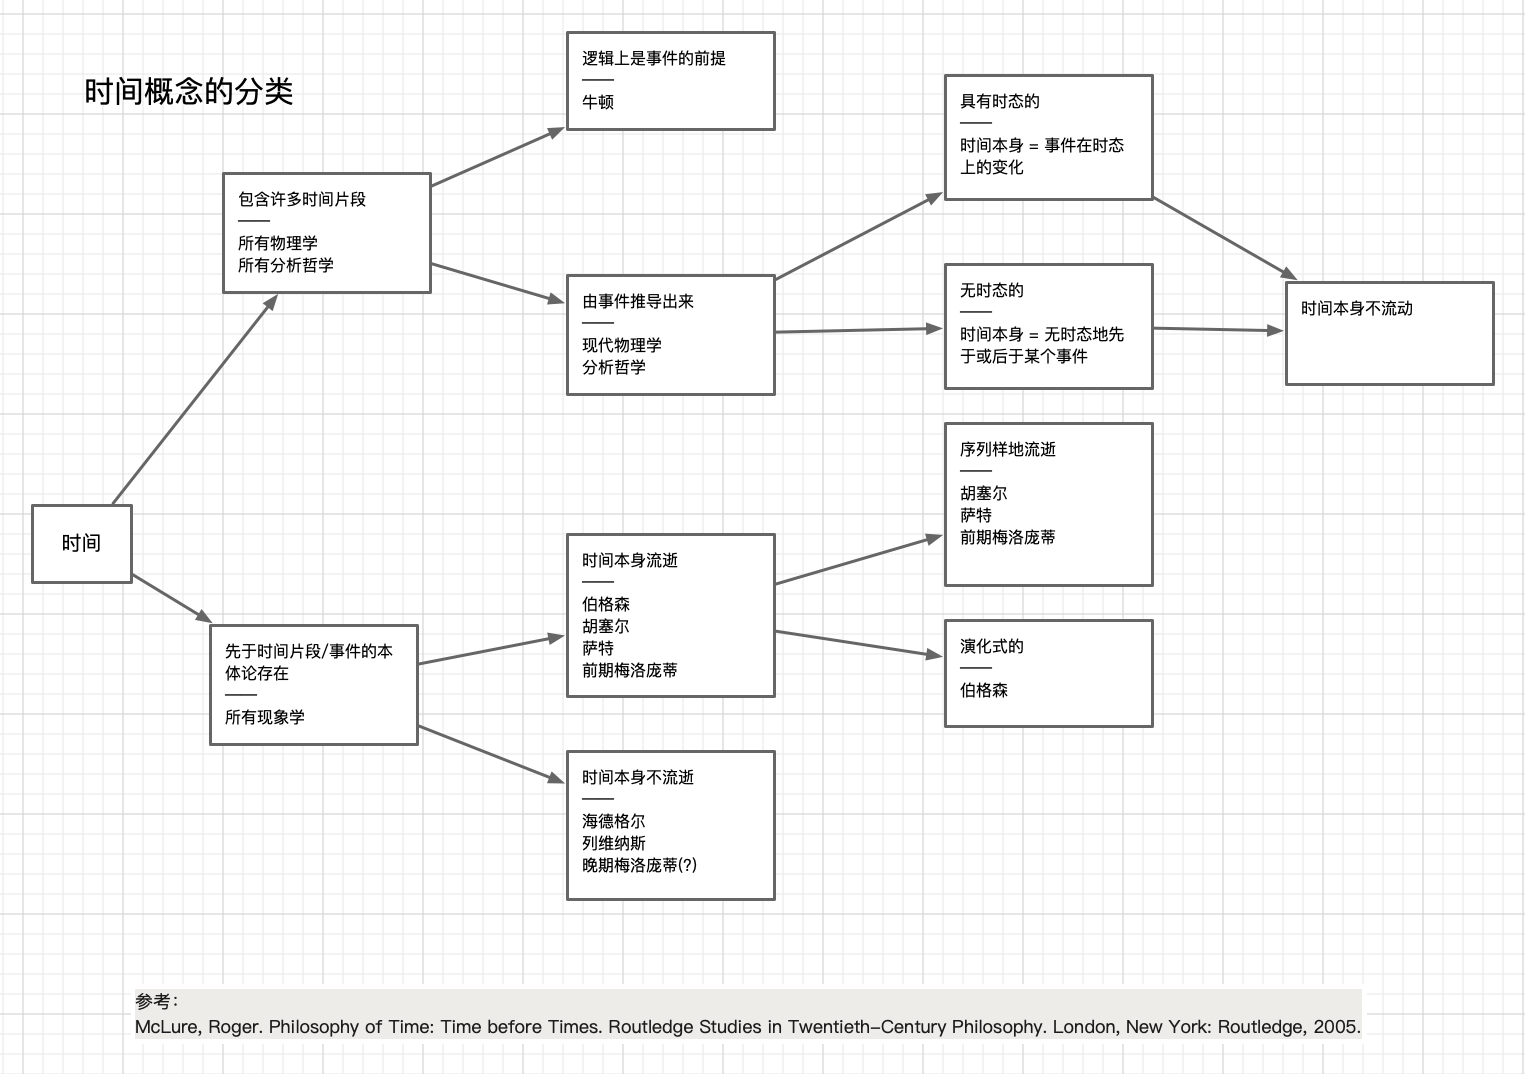 时间概念的分类
逻辑上是事件的前提
牛顿
具有时态的
时间本身 = 事件在时态
上的变化
包含许多时间片段
所有物理学
所有分析哲学
由事件推导出来
现代物理学
分析哲学
无时态的
时间本身 = 无时态地先
于或后于某个事件
时间本身不流动
时间
序列样地流逝
胡塞尔
萨特
前期梅洛庞蒂
时间本身流逝
伯格森
胡塞尔
萨特
前期梅洛庞蒂
演化式的
伯格森
先于时间片段/事件的本
体论存在
所有现象学
时间本身不流逝
海德格尔
列维纳斯
晚期梅洛庞蒂(?)
参考：
McLure, Roger. Philosophy of Time: Time before Times. Routledge Studies in Twentieth-Century Philosophy. London, New York: Routledge, 2005.